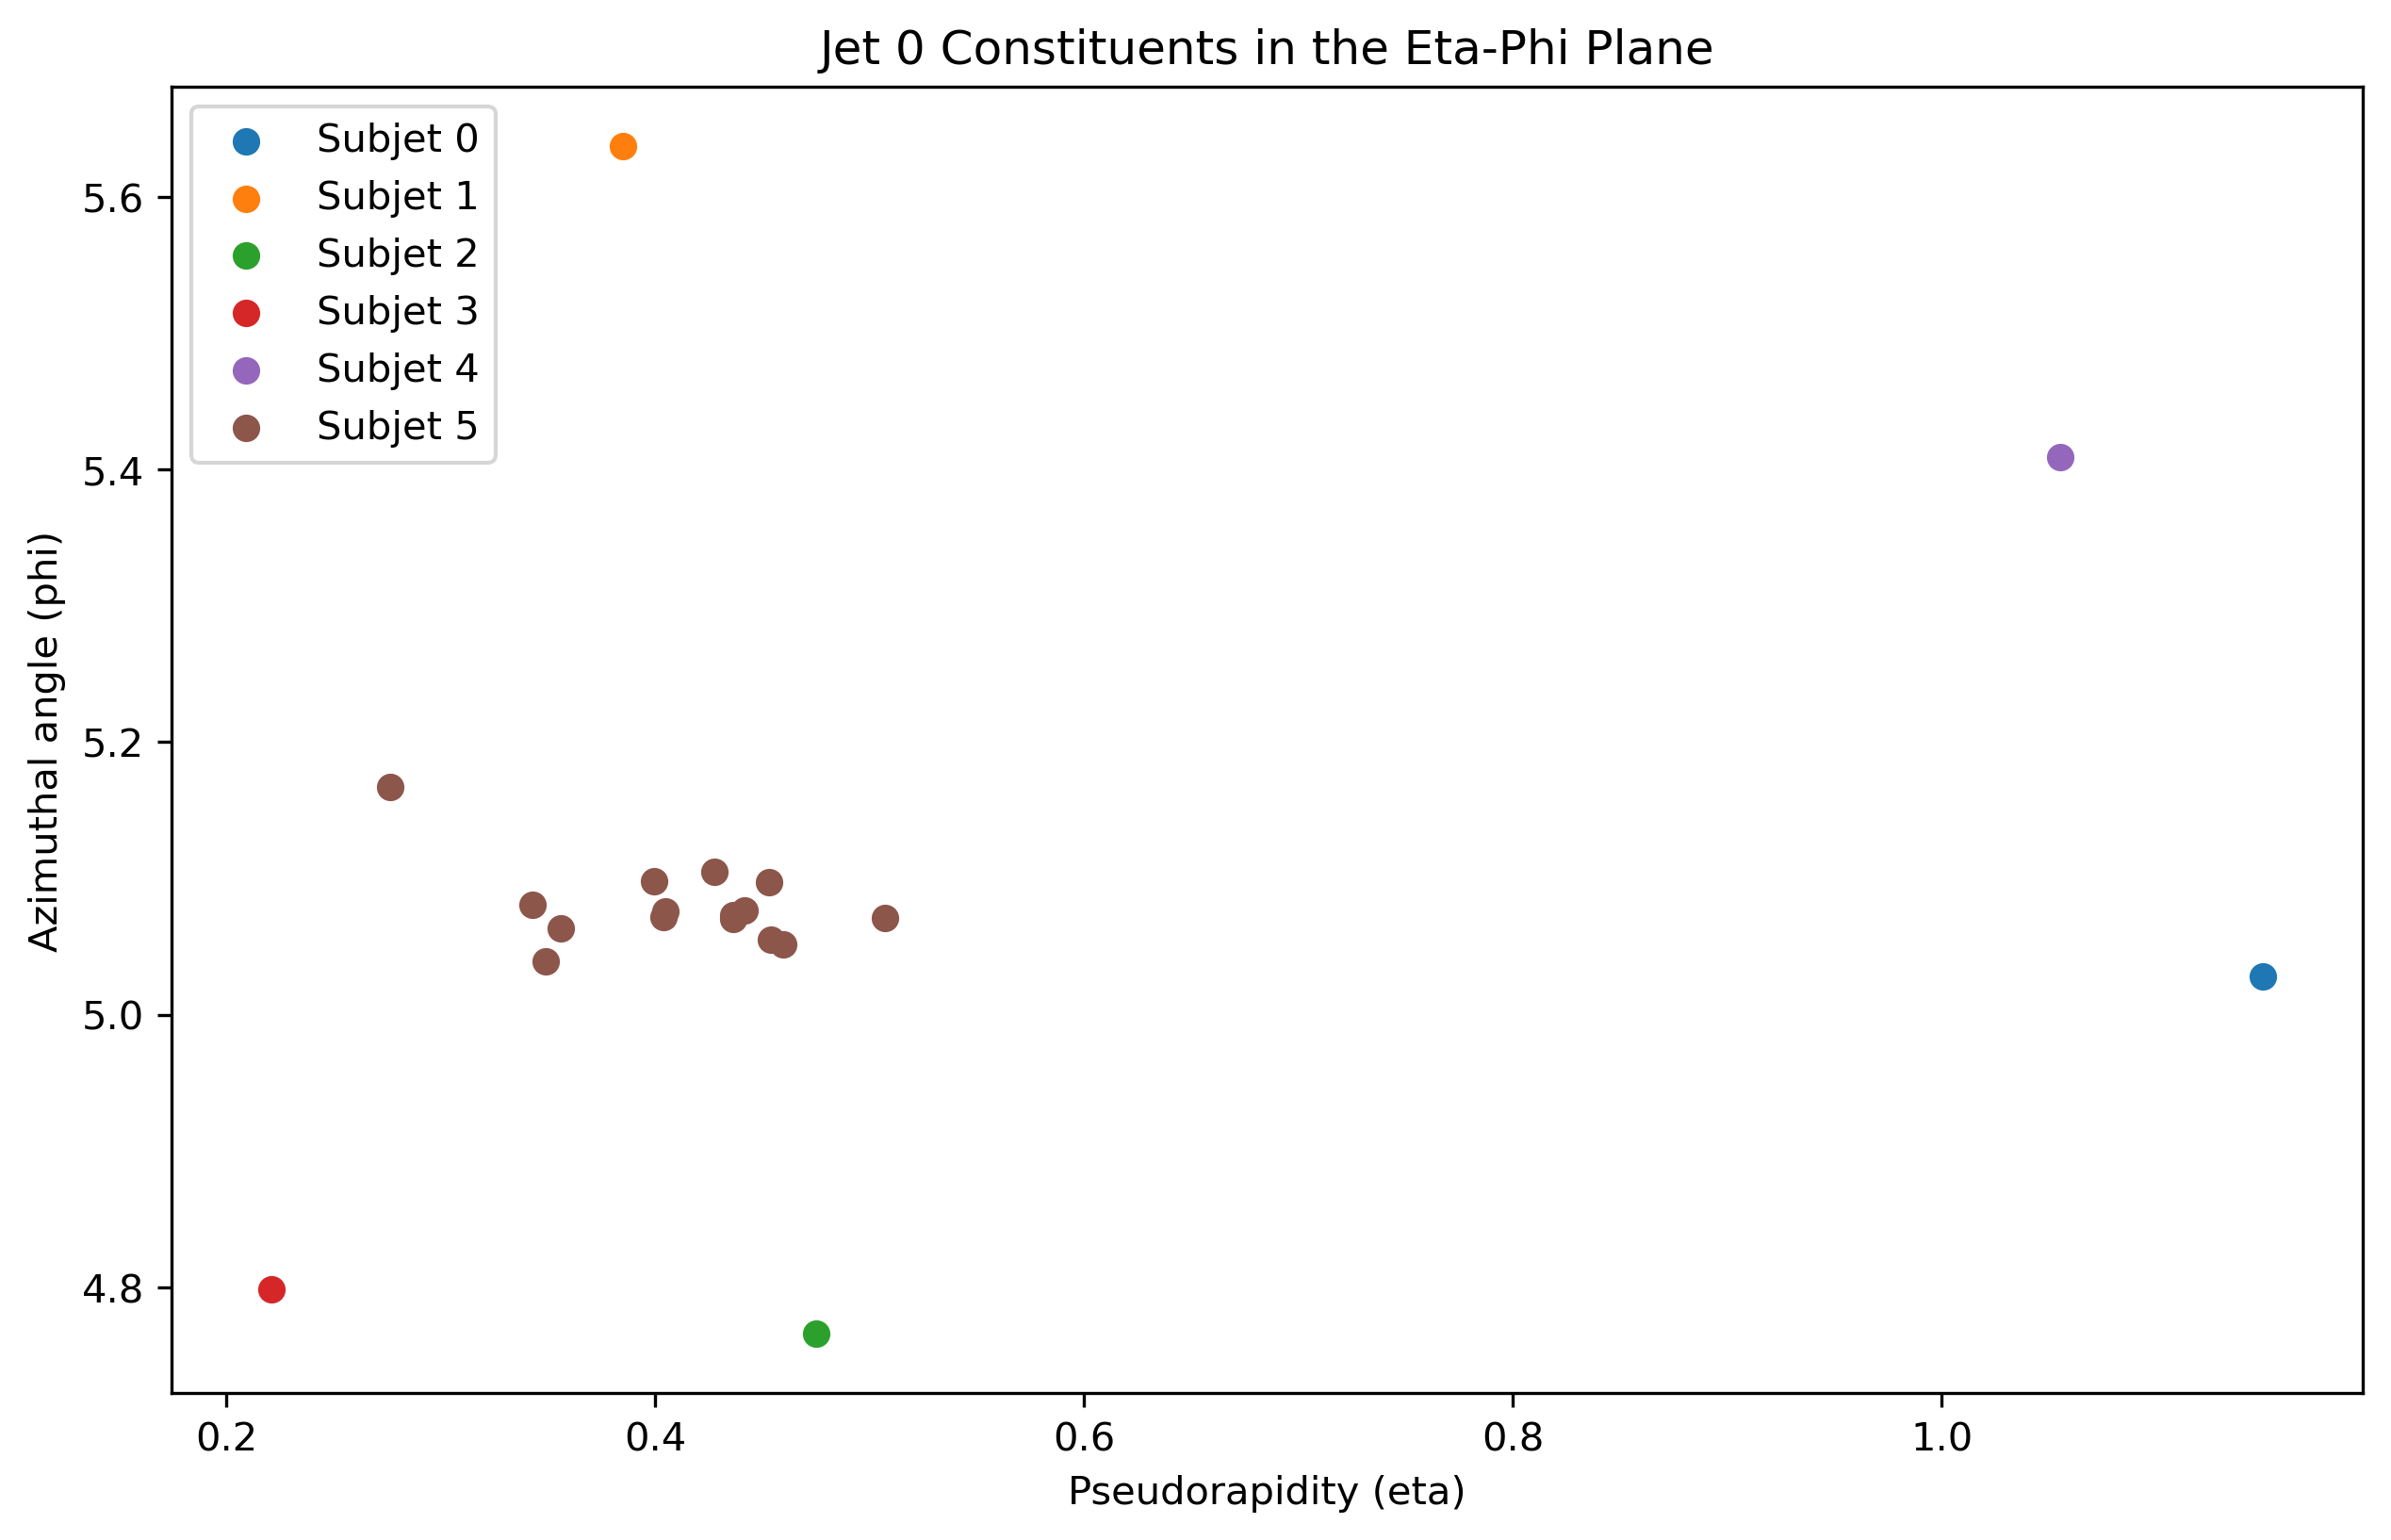 Jet 0 Constituents in the Eta-Phi Plane
Subjet 0
Subjet 1
Subjet 2
Subjet 3
Subjet 4
Subjet 5
5.6
5.4
5.2
5.0
4.8
Azimuthal angle (phi)
0.2 0.4 0.6 0.8 1.0
Pseudorapidity (eta)